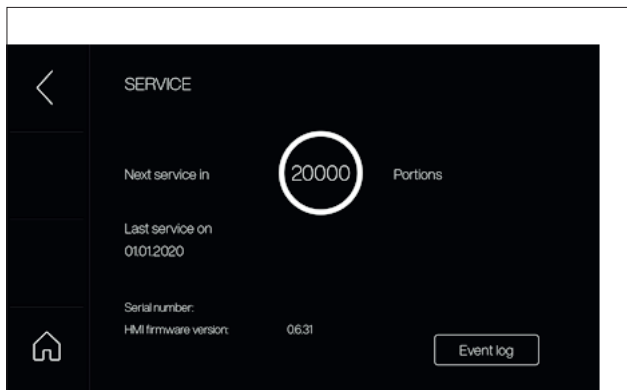 SERVICE
Next service in 20000 Portions
Last service on
01.01.2020
Serial number:
HMI firmware version: 06.31
Event log